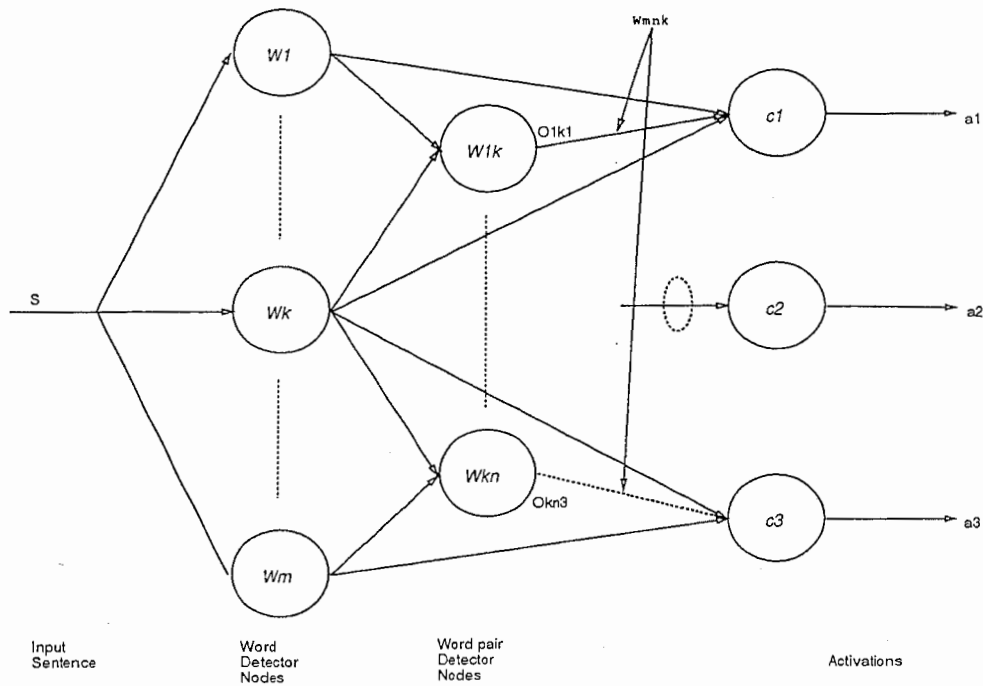 Wmnk
W1
c1
a1
O1k1
W1k
S
Wk
c2
a2
Wkn
Okn3
c3
a3
Wm
Input
Sentence
Word
Detector
Nodes
Word pair
Detector
Nodes
Activations